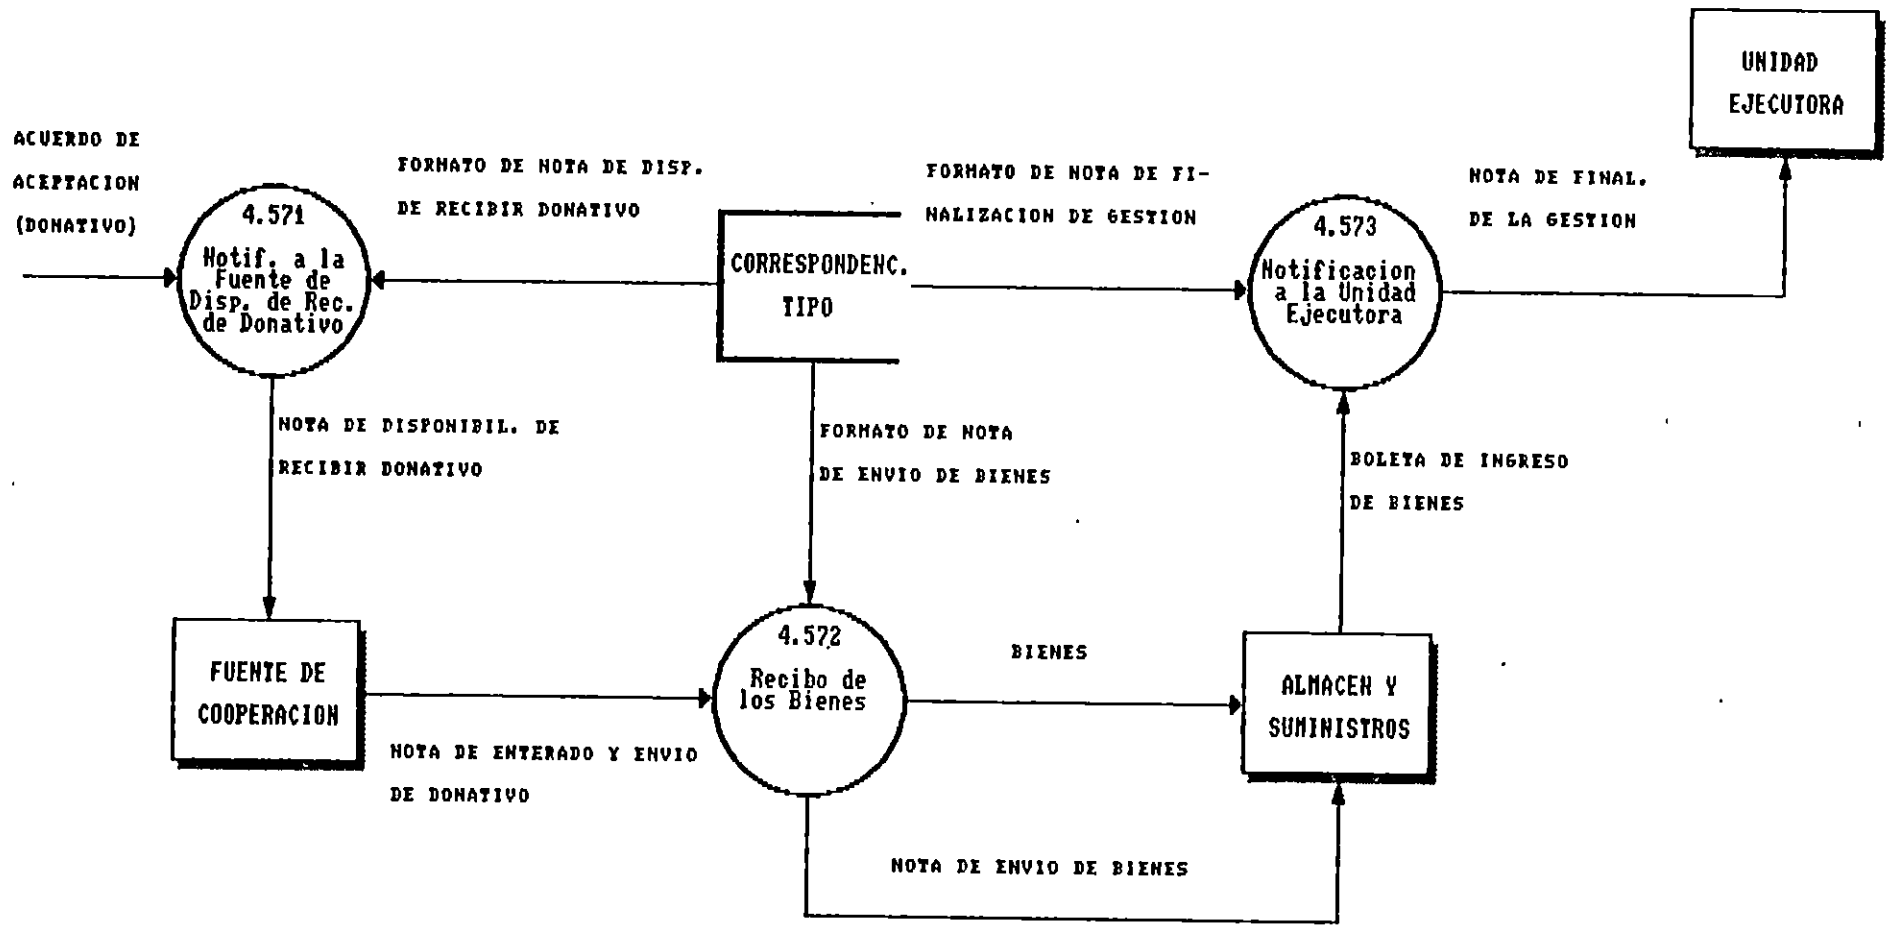 UNIDAD
EJECUTORA
ACUERDO DE
ACEPTACION
(DONATIVO)
FORMATO DE NOTA DE DISP.
DE RECIBIR DONATIVO
FORMATO DE NOTA DE FI-
NALIZACION DE GESTION
NOTA DE FINAL.
DE LA GESTION
4.571
Notif. a la
Fuente de
Disp. de Rec.
de Donativo
CORRESPONDENC.
TIPO
4.573
Notificacion
a la Unidad
Ejecutora
NOTA DE DISPONIBIL. DE
RECIBIR DONATIVO
FORMATO DE NOTA
DE ENVIO DE BIENES
BOLETA DE INGRESO
DE BIENES
FUENTE DE
COOPERACION
4.572
Recibo de
los Bienes
BIENES
ALMACEN Y
SUMINISTROS
NOTA DE ENTERADO Y ENVIO
DE DONATIVO
NOTA DE ENVIO DE BIENES